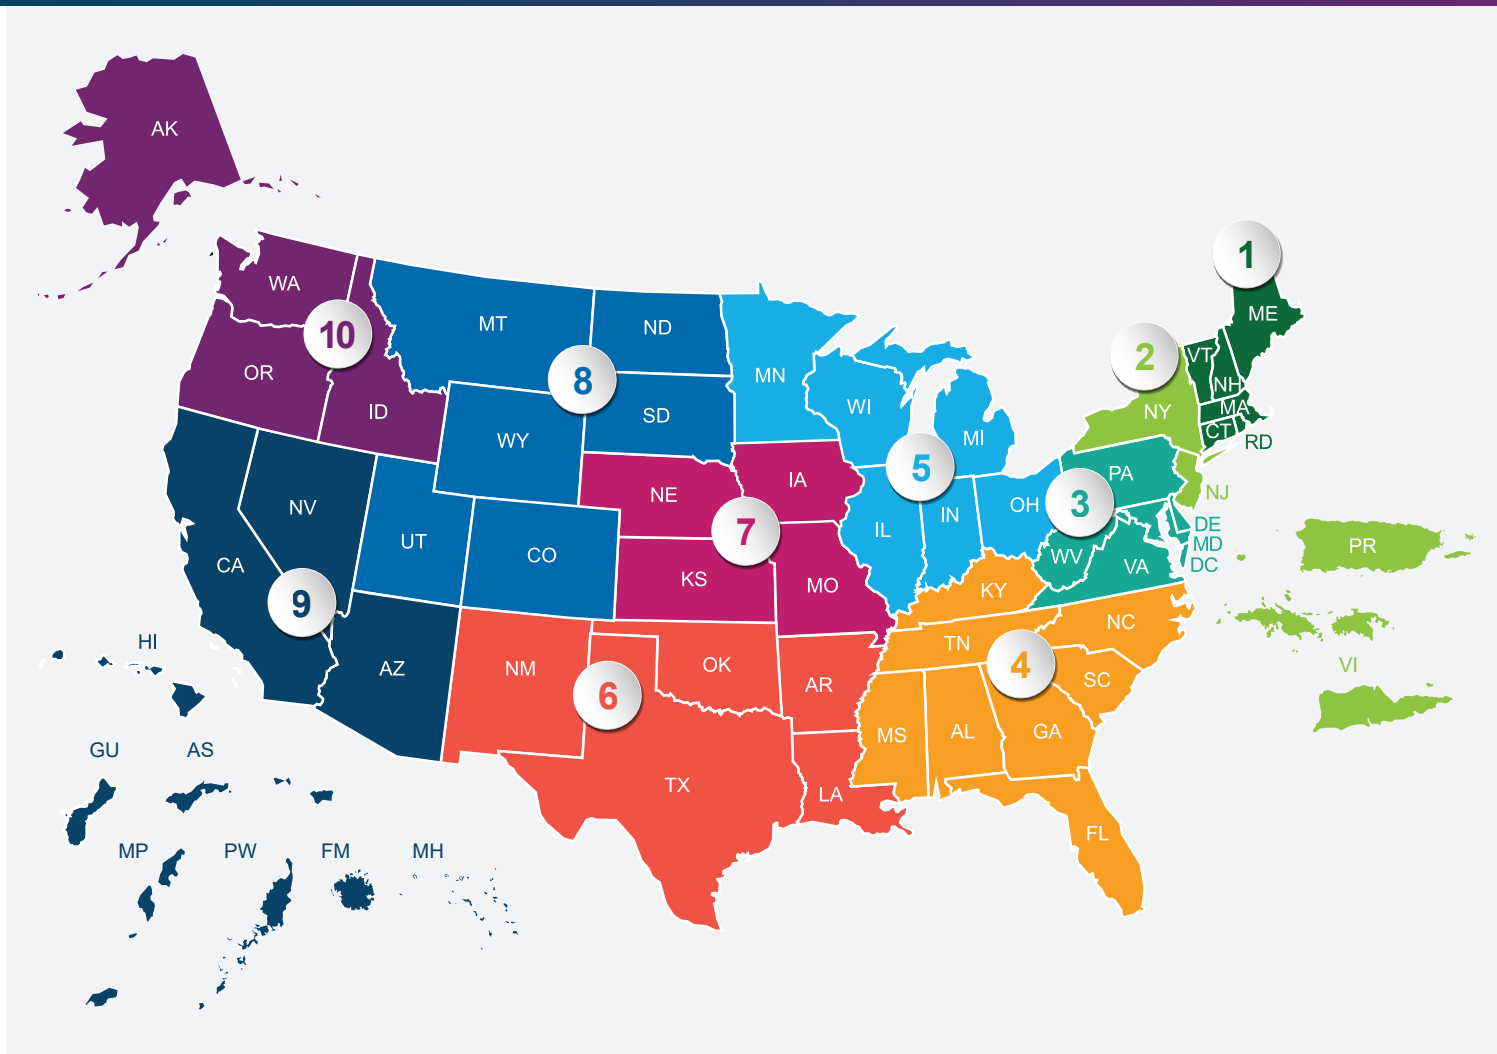 AK
1
WA
ME
MT
ND
10
2
VT
OR
MN
8
NH
ID
WI
MA
NY
SD
CT
WY
MI
RD
5
PA
IA
NE
NJ
3
OH
NV
IN
DE
7
IL
UT
MD
PR
CO
WV
DC
CA
VA
KS
MO
KY
9
NC
HI
TN
4
VI
AZ
NM
OK
SC
AR
6
GA
AL
MS
GU
AS
TX
LA
FL
MP
PW
FM
MH